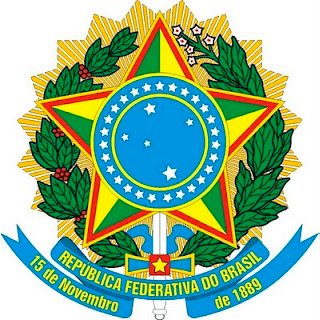 REPÚBLICA FEDERATIVA DO BRASIL
15 de Novembro
de 1889